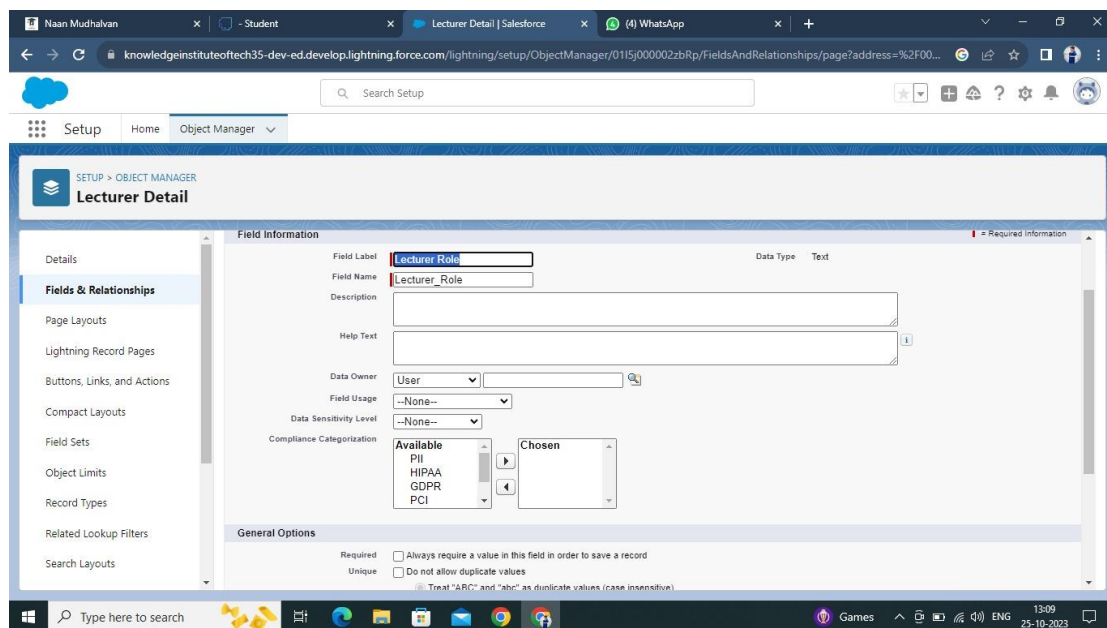 Naan Mudhalvan
- Student
Lecturer Detail | Salesforce
(4) WhatsApp
knowledgeinstituteoftech35-dev-ed.develop.lightning.force.com/lightning/setup/ObjectManager/01I5j000002zbRp/FieldsAndRelationships/page?address=%2F00...
Search Setup
Setup Home Object Manager
SETUP > OBJECT MANAGER
Lecturer Detail
Details
Fields & Relationships
Page Layouts
Lightning Record Pages
Buttons, Links, and Actions
Compact Layouts
Field Sets
Object Limits
Record Types
Related Lookup Filters
Search Layouts
Field Information
= Required Information
Field Label Lecturer Role Data Type Text
Field Name Lecturer_Role
Description
Help Text
Data Owner User
Field Usage --None--
Data Sensitivity Level --None--
Compliance Categorization
Available Chosen
PII
HIPAA
GDPR
PCI
General Options
Required Always require a value in this field in order to save a record
Unique Do not allow duplicate values
Treat "ABC" and "abc" as duplicate values (case insensitive)
Type here to search
Games
ENG
13:09
25-10-2023